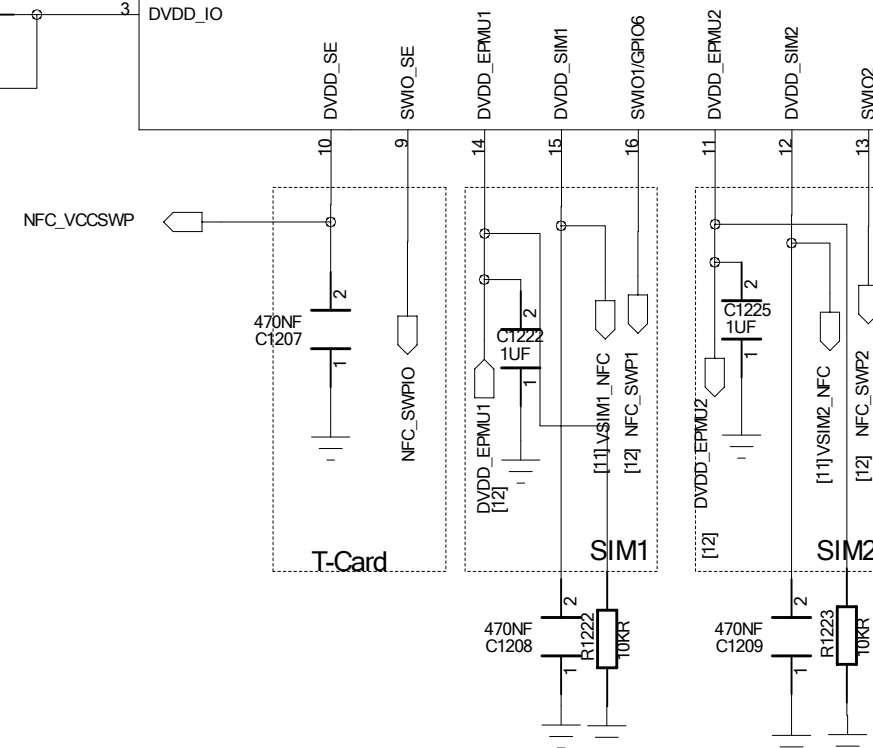 3 DVDD_IO
DVDD_SE
SWIO_SE
DVDD_EPMU1
DVDD_SIM1
SWIO1/GPIO6
DVDD_EPMU2
DVDD_SIM2
SWIO2
10
9
14
15
16
11
12
13
NFC_VCCSWP
2
470NF
C1207
1
NFC_SWPIO
T-Card
2
C1222
1UF
1
DVDD_EPMU1
[12]
[11] VSIM1_NFC
[12] NFC_SWP1
SIM1
2
C1225
1UF
1
DVDD_EPMU2
[12]
[11] VSIM2_NFC
[12] NFC_SWP2
SIM2
2
470NF
C1208
1
R1222
10KR
2
470NF
C1209
1
R1223
10KR